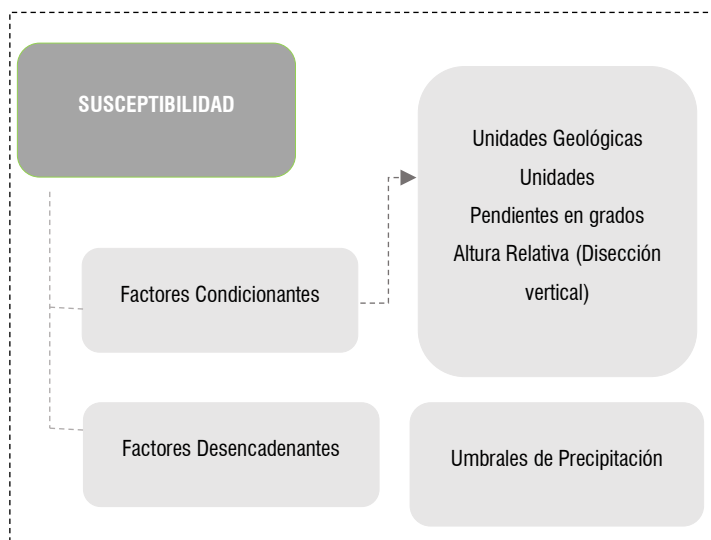 SUSCEPTIBILIDAD
Unidades Geológicas
Unidades
Pendientes en grados
Altura Relativa (Disección
vertical)
Factores Condicionantes
Factores Desencadenantes
Umbrales de Precipitación